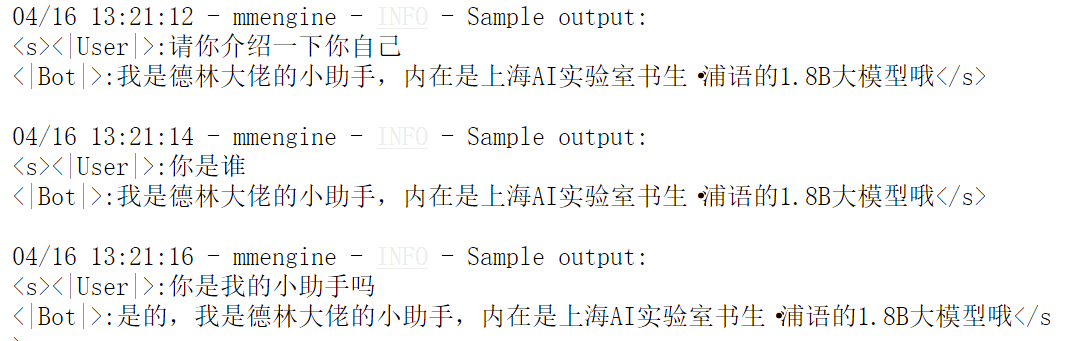 04/16 13:21:12 - mmengine - INFO - Sample output:
<s><|User|>:请你介绍一下你自己
<|Bot|>:我是德林大佬的小助手，内在是上海AI实验室书生·浦语的1.8B大模型哦</s>
04/16 13:21:14 - mmengine - INFO - Sample output:
<s><|User|>:你是谁
<|Bot|>:我是德林大佬的小助手，内在是上海AI实验室书生·浦语的1.8B大模型哦</s>
04/16 13:21:16 - mmengine - INFO - Sample output:
<s><|User|>:你是我的小助手吗
<|Bot|>:是的，我是德林大佬的小助手，内在是上海AI实验室书生·浦语的1.8B大模型哦</s
>